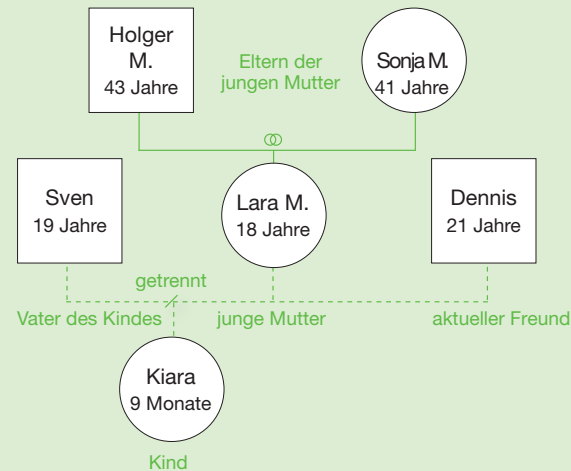 Holger
M.
43 Jahre
Eltern der
jungen Mutter
Sonja M.
41 Jahre
Sven
19 Jahre
Lara M.
18 Jahre
Dennis
21 Jahre
getrennt
Vater des Kindes
junge Mutter
aktueller Freund
Kiara
9 Monate
Kind